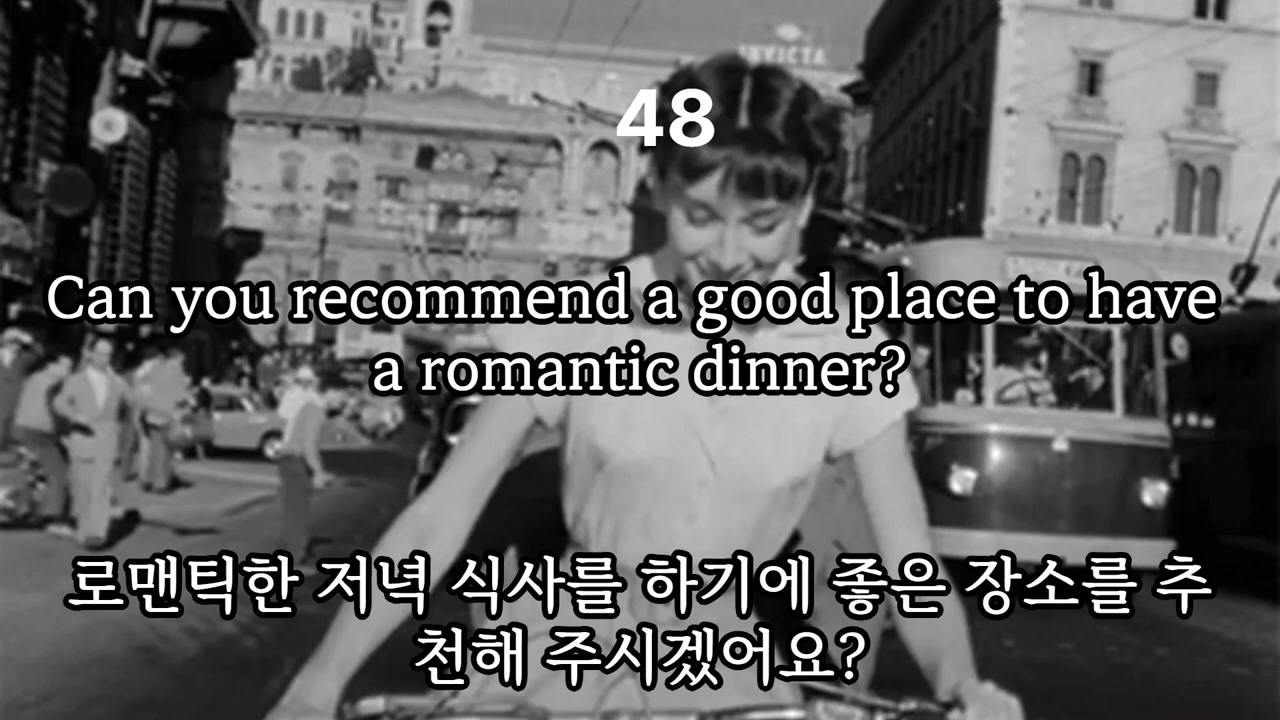 INVICTA
48
Can you recommend a good place to have
a romantic dinner?
로맨틱한 저녁 식사를 하기에 좋은 장소를 추
천해 주시겠어요?